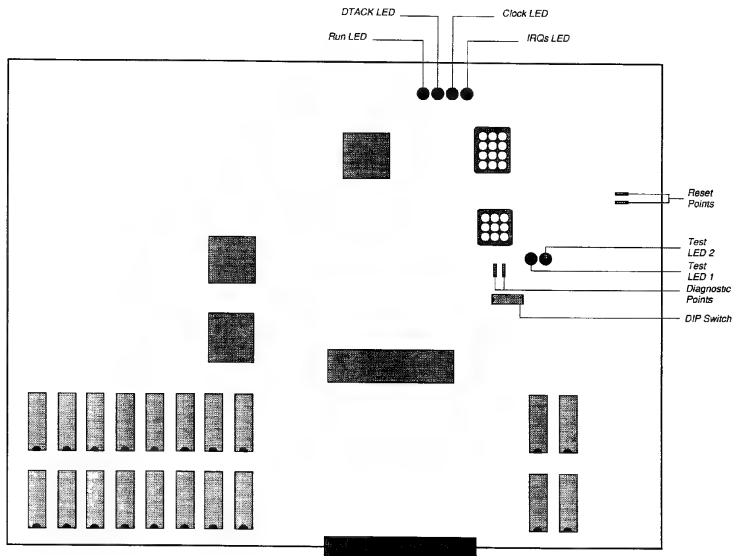 DTACK LED
Clock LED
Run LED
IRQs LED
Reset
Points
Test
LED 2
Test
LED 1
Diagnostic
Points
DIP Switch